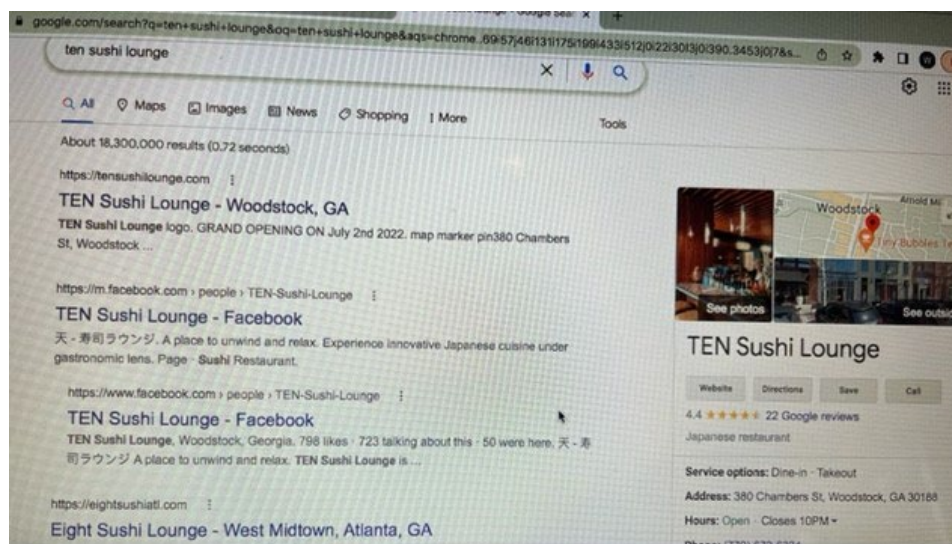 google.com/search?q=ten+sushi+lounge&oq=ten+sushi+lounge&aqs=chrome..69i57j46i131i175i199i433i512j0i22i30l3j0i390.3453j0j7&s...
ten sushi lounge
All Maps Images News Shopping More Tools
About 18,300,000 results (0.72 seconds)
https://tensushilounge.com
TEN Sushi Lounge - Woodstock, GA
TEN Sushi Lounge logo. GRAND OPENING ON July 2nd 2022. map marker pin380 Chambers
St, Woodstock ...
https://m.facebook.com › people › TEN-Sushi-Lounge
TEN Sushi Lounge - Facebook
天 - 寿司ラウンジ. A place to unwind and relax. Experience innovative Japanese cuisine under
gastronomic lens. Page · Sushi Restaurant.
https://www.facebook.com › people › TEN-Sushi-Lounge
TEN Sushi Lounge - Facebook
TEN Sushi Lounge, Woodstock, Georgia. 798 likes · 723 talking about this · 50 were here. 天 - 寿
司ラウンジ A place to unwind and relax. TEN Sushi Lounge is ...
https://eightsushiatl.com
Eight Sushi Lounge - West Midtown, Atlanta, GA
Woodstock
Arnold Mi
Tiny Bubbles Te
See photos
See outsid
TEN Sushi Lounge
Website Directions Save Call
4.4 22 Google reviews
Japanese restaurant
Service options: Dine-in · Takeout
Address: 380 Chambers St, Woodstock, GA 30188
Hours: Open · Closes 10PM